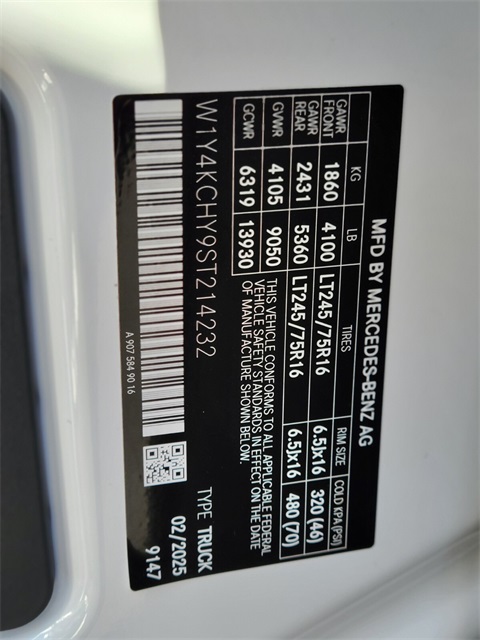 MFD BY MERCEDES-BENZ AG
KG LB TIRES RIM SIZE COLD KPA (PSI)
GAWR FRONT 1860 4100 LT245/75R16 6.5Jx16 320 (46)
GAWR REAR 2431 5360 LT245/75R16 6.5Jx16 480 (70)
GVWR 4105 9050
GCWR 6319 13930
THIS VEHICLE CONFORMS TO ALL APPLICABLE FEDERAL
VEHICLE SAFETY STANDARDS IN EFFECT ON THE DATE
OF MANUFACTURE SHOWN BELOW.
W1Y4KCHY9ST214232
TYPE TRUCK
02/2025
9147
A 907 584 90 16